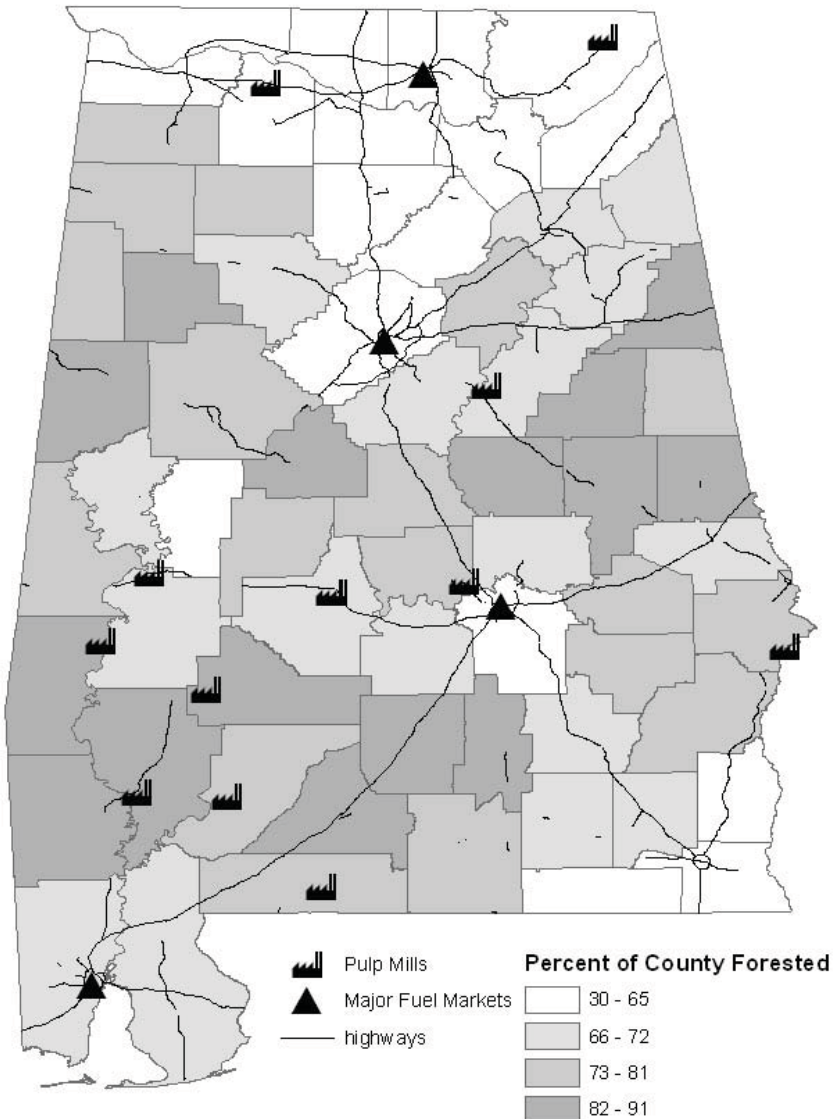 Pulp Mills
Major Fuel Markets
highways
Percent of County Forested
30 - 65
66 - 72
73 - 81
82 - 91